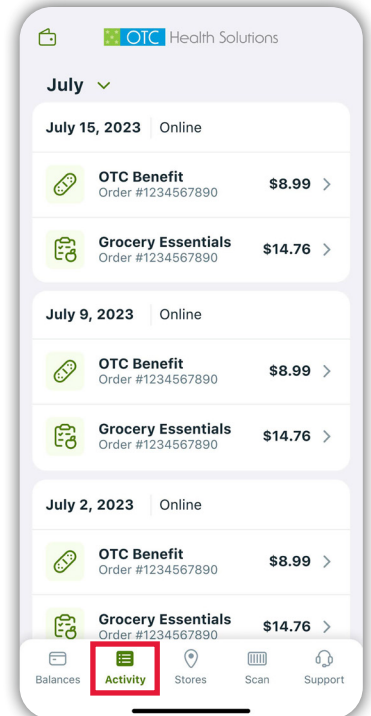 OTC Health Solutions
July
July 15, 2023 Online
OTC Benefit
Order #1234567890
$8.99
Grocery Essentials
Order #1234567890
$14.76
July 9, 2023 Online
OTC Benefit
Order #1234567890
$8.99
Grocery Essentials
Order #1234567890
$14.76
July 2, 2023 Online
OTC Benefit
Order #1234567890
$8.99
Grocery Essentials
Order #1234567890
$14.76
Balances Activity Stores Scan Support